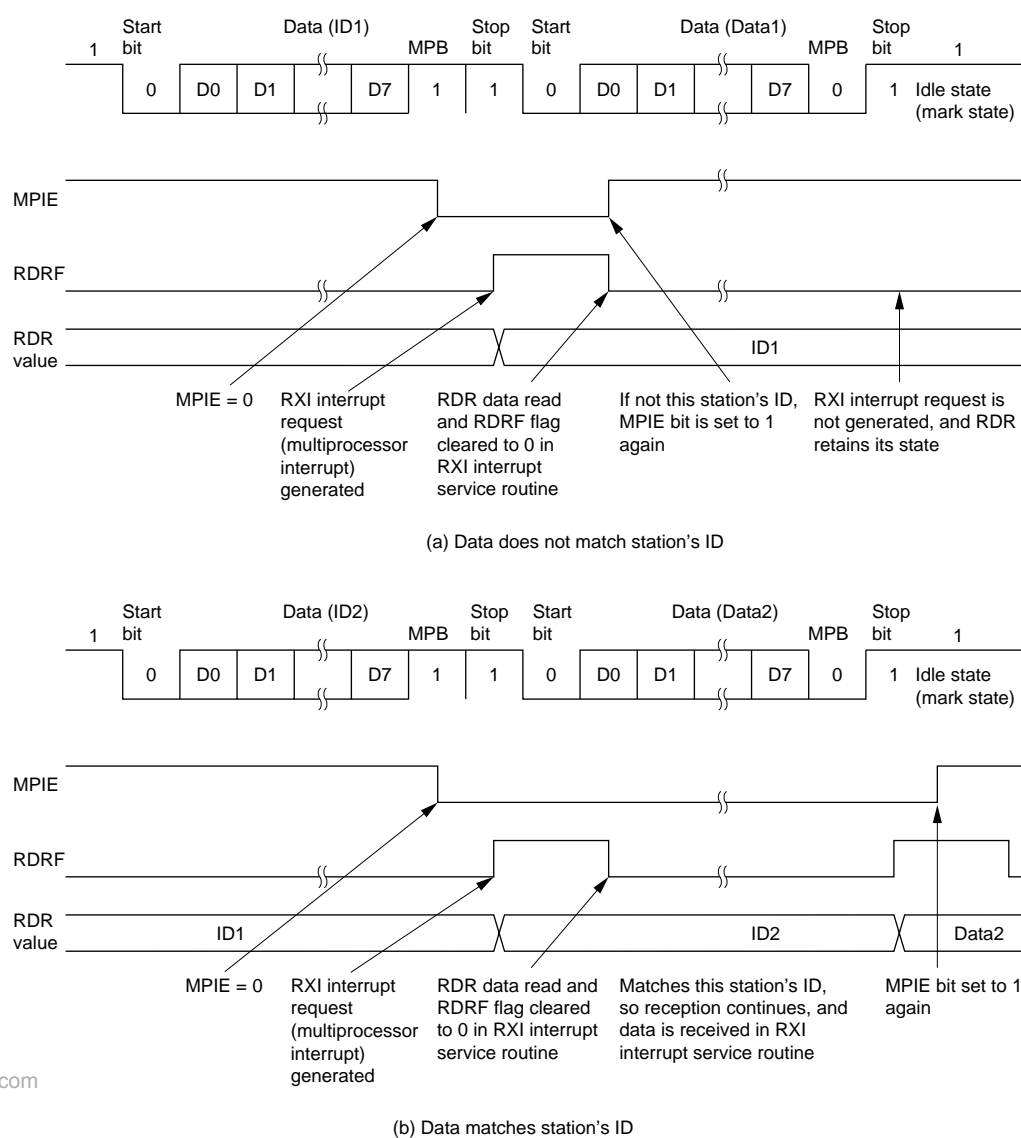 Start bit Data (ID1) MPB Stop bit Start bit Data (Data1) MPB Stop bit
1 0 D0 D1 D7 1 1 0 D0 D1 D7 0 1 1
Idle state
(mark state)
MPIE
RDRF
RDR
value
ID1
MPIE = 0
RXI interrupt
request
(multiprocessor
interrupt)
generated
RDR data read
and RDRF flag
cleared to 0 in
RXI interrupt
service routine
If not this station's ID,
MPIE bit is set to 1
again
RXI interrupt request is
not generated, and RDR
retains its state
(a) Data does not match station's ID
Start bit Data (ID2) MPB Stop bit Start bit Data (Data2) MPB Stop bit
1 0 D0 D1 D7 1 1 0 D0 D1 D7 0 1 1
Idle state
(mark state)
MPIE
RDRF
RDR
value
ID1 ID2 Data2
MPIE = 0
RXI interrupt
request
(multiprocessor
interrupt)
generated
RDR data read and
RDRF flag cleared
to 0 in RXI interrupt
service routine
Matches this station's ID,
so reception continues, and
data is received in RXI
interrupt service routine
MPIE bit set to 1
again
com
(b) Data matches station's ID